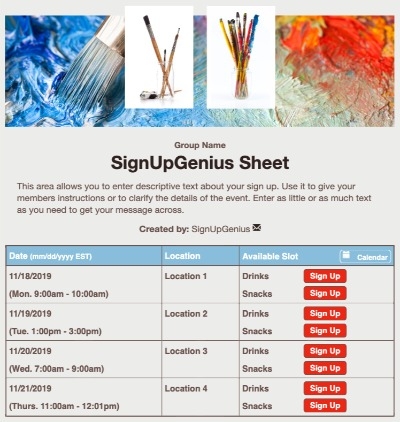 Group Name
SignUpGenius Sheet
This area allows you to enter descriptive text about your sign up. Use it to give your
members instructions or to clarify the details of the event. Enter as little or as much text
as you need to get your message across.
Created by: SignUpGenius
Date (mm/dd/yyyy EST) Location Available Slot Calendar
11/18/2019 Location 1 Drinks Sign Up
(Mon. 9:00am - 10:00am) Snacks Sign Up
11/19/2019 Location 2 Drinks Sign Up
(Tue. 1:00pm - 3:00pm) Snacks Sign Up
11/20/2019 Location 3 Drinks Sign Up
(Wed. 7:00am - 9:00am) Snacks Sign Up
11/21/2019 Location 4 Drinks Sign Up
(Thurs. 11:00am - 12:01pm) Snacks Sign Up